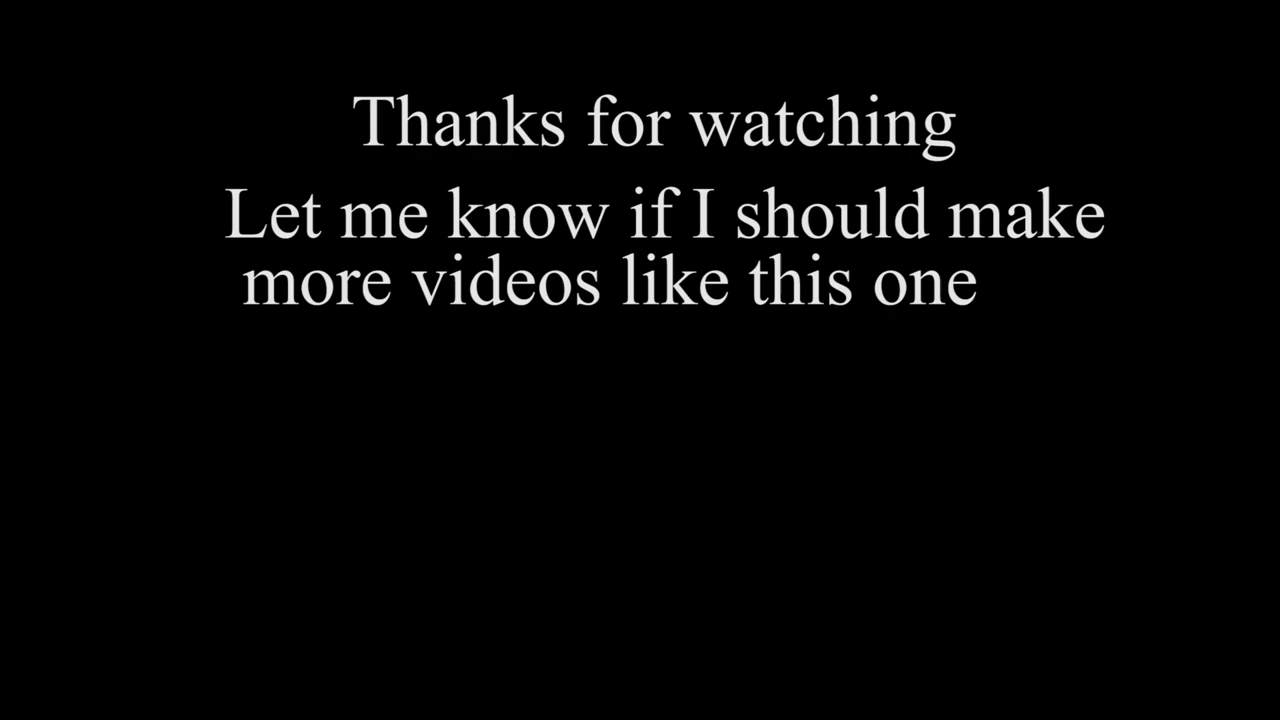 Thanks for watching
Let me know if I should make
more videos like this one